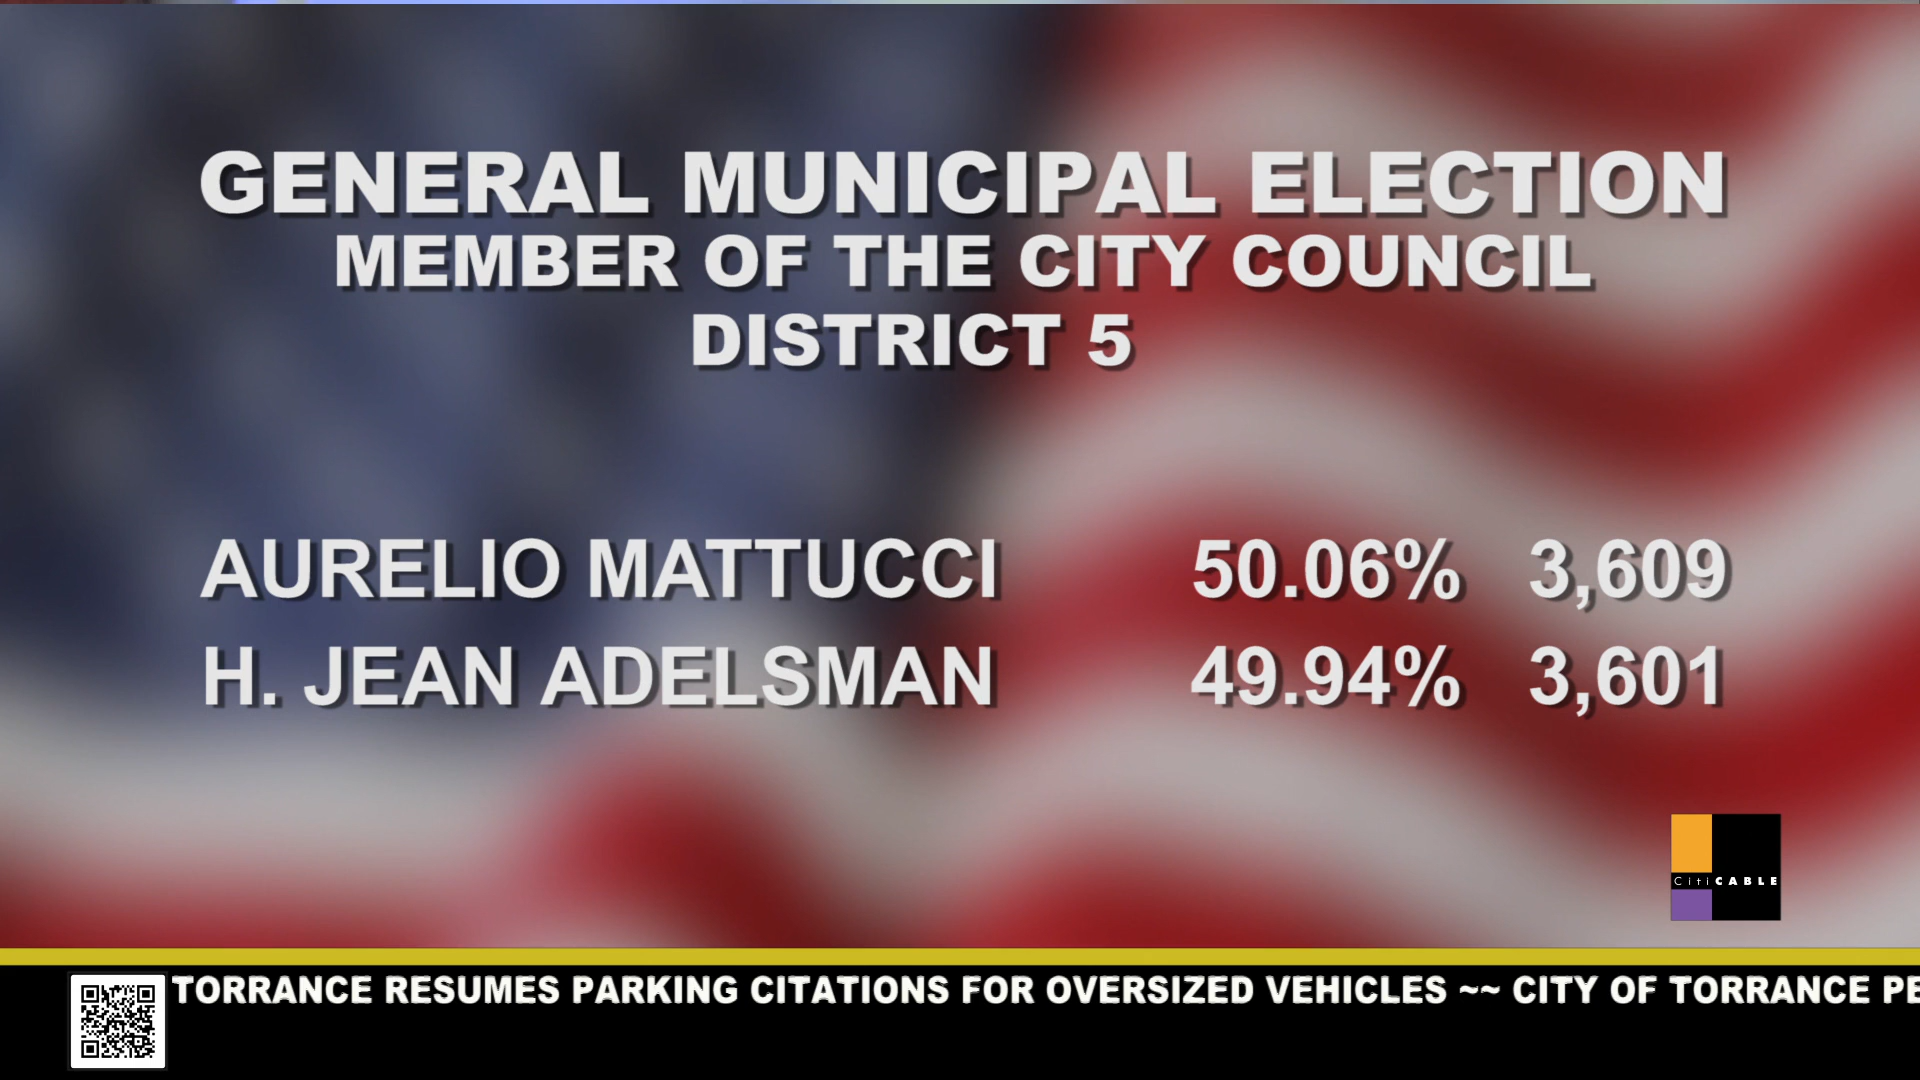 GENERAL MUNICIPAL ELECTION
MEMBER OF THE CITY COUNCIL
DISTRICT 5
AURELIO MATTUCCI 50.06% 3,609
H. JEAN ADELSMAN 49.94% 3,601
CitiCABLE
TORRANCE RESUMES PARKING CITATIONS FOR OVERSIZED VEHICLES ~~ CITY OF TORRANCE PE